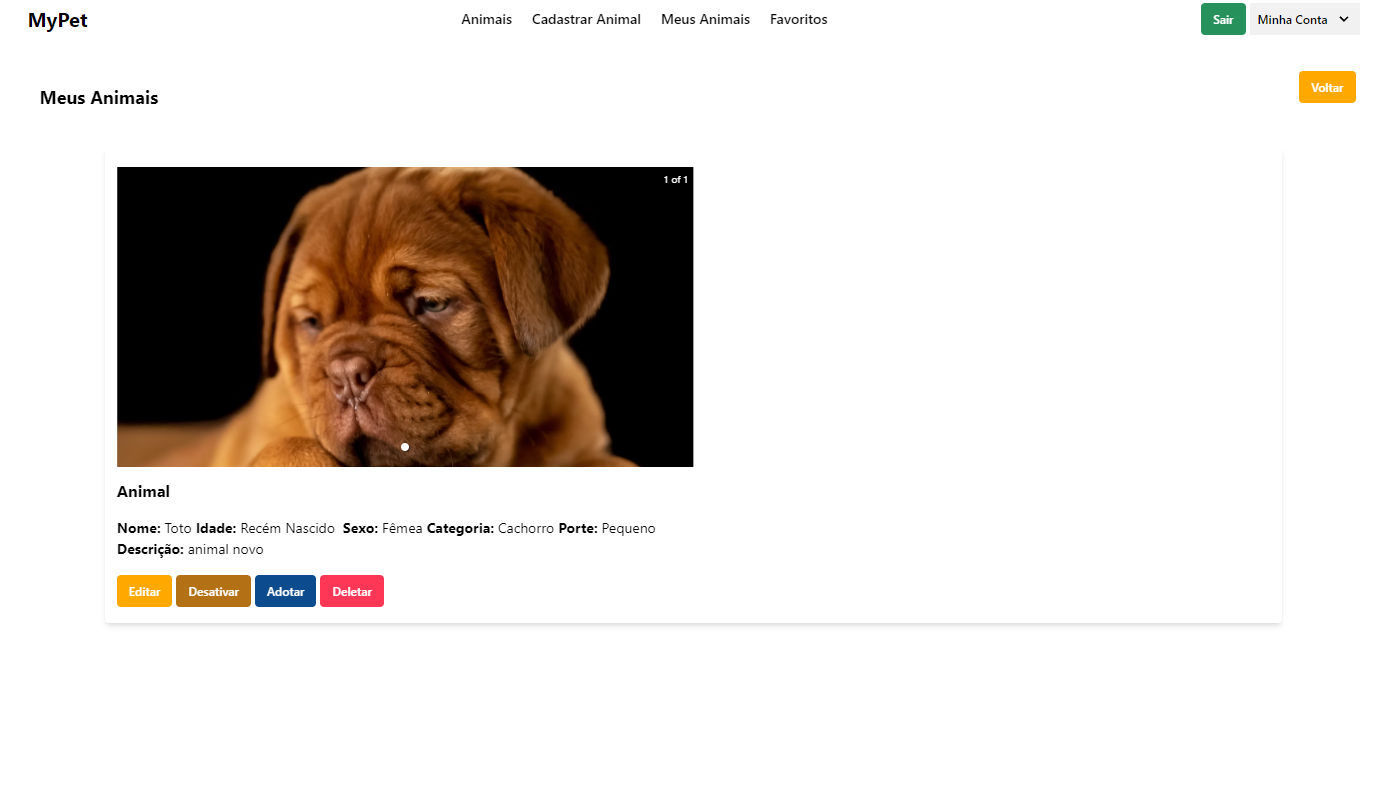 MyPet Animais Cadastrar Animal Meus Animais Favoritos Sair Minha Conta
Voltar
Meus Animais
1 of 1
Animal
Nome: Toto Idade: Recém Nascido Sexo: Fêmea Categoria: Cachorro Porte: Pequeno
Descrição: animal novo
Editar Desativar Adotar Deletar